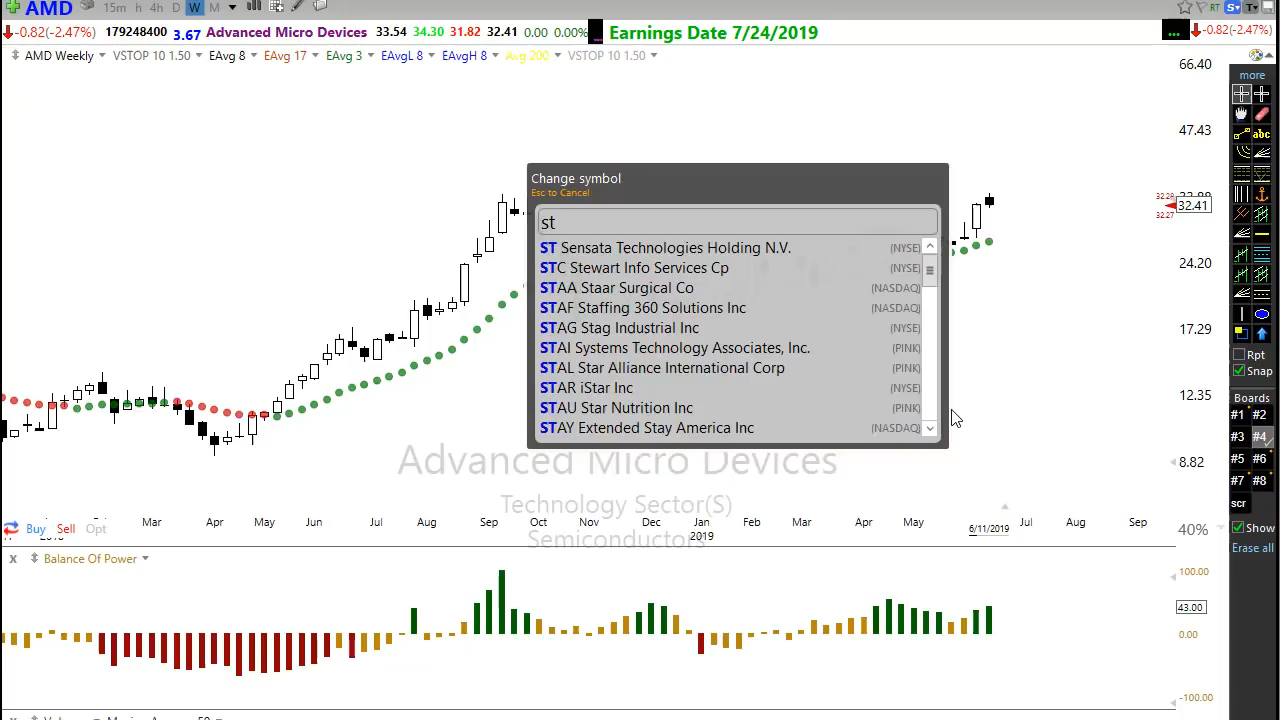 AMD 15m h 4h D W M RT S T
-0.82(-2.47%) 179248400 3.67 Advanced Micro Devices 33.54 34.30 31.82 32.41 0.00 0.00% ... Earnings Date 7/24/2019 ... -0.82(-2.47%)
AMD Weekly VSTOP 10 1.50 EAvg 8 EAvg 17 EAvg 3 EAvgL 8 EAvgH 8 Avg 200 VSTOP 10 1.50
66.40
more
abc
47.43
Change symbol
Esc to Cancel
st
ST Sensata Technologies Holding N.V. (NYSE)
STC Stewart Info Services Cp (NYSE)
STAA Staar Surgical Co (NASDAQ)
STAF Staffing 360 Solutions Inc (NASDAQ)
STAG Stag Industrial Inc (NYSE)
STAI Systems Technology Associates, Inc. (PINK)
STAL Star Alliance International Corp (PINK)
STAR iStar Inc (NYSE)
STAU Star Nutrition Inc (PINK)
STAY Extended Stay America Inc (NASDAQ)
32.41
32.27
24.20
17.29
12.35
8.82
Rpt
Snap
Boards
#1 #2
#3 #4
#5 #6
#7 #8
scr
Show
Erase all
Advanced Micro Devices
Technology Sector(S)
Semiconductors
Mar Apr May Jun Jul Aug Sep Oct Nov Dec Jan Feb Mar Apr May 6/11/2019 Jul Aug Sep
2019
Buy Sell Opt
40%
x Balance Of Power
100.00
43.00
0.00
-100.00